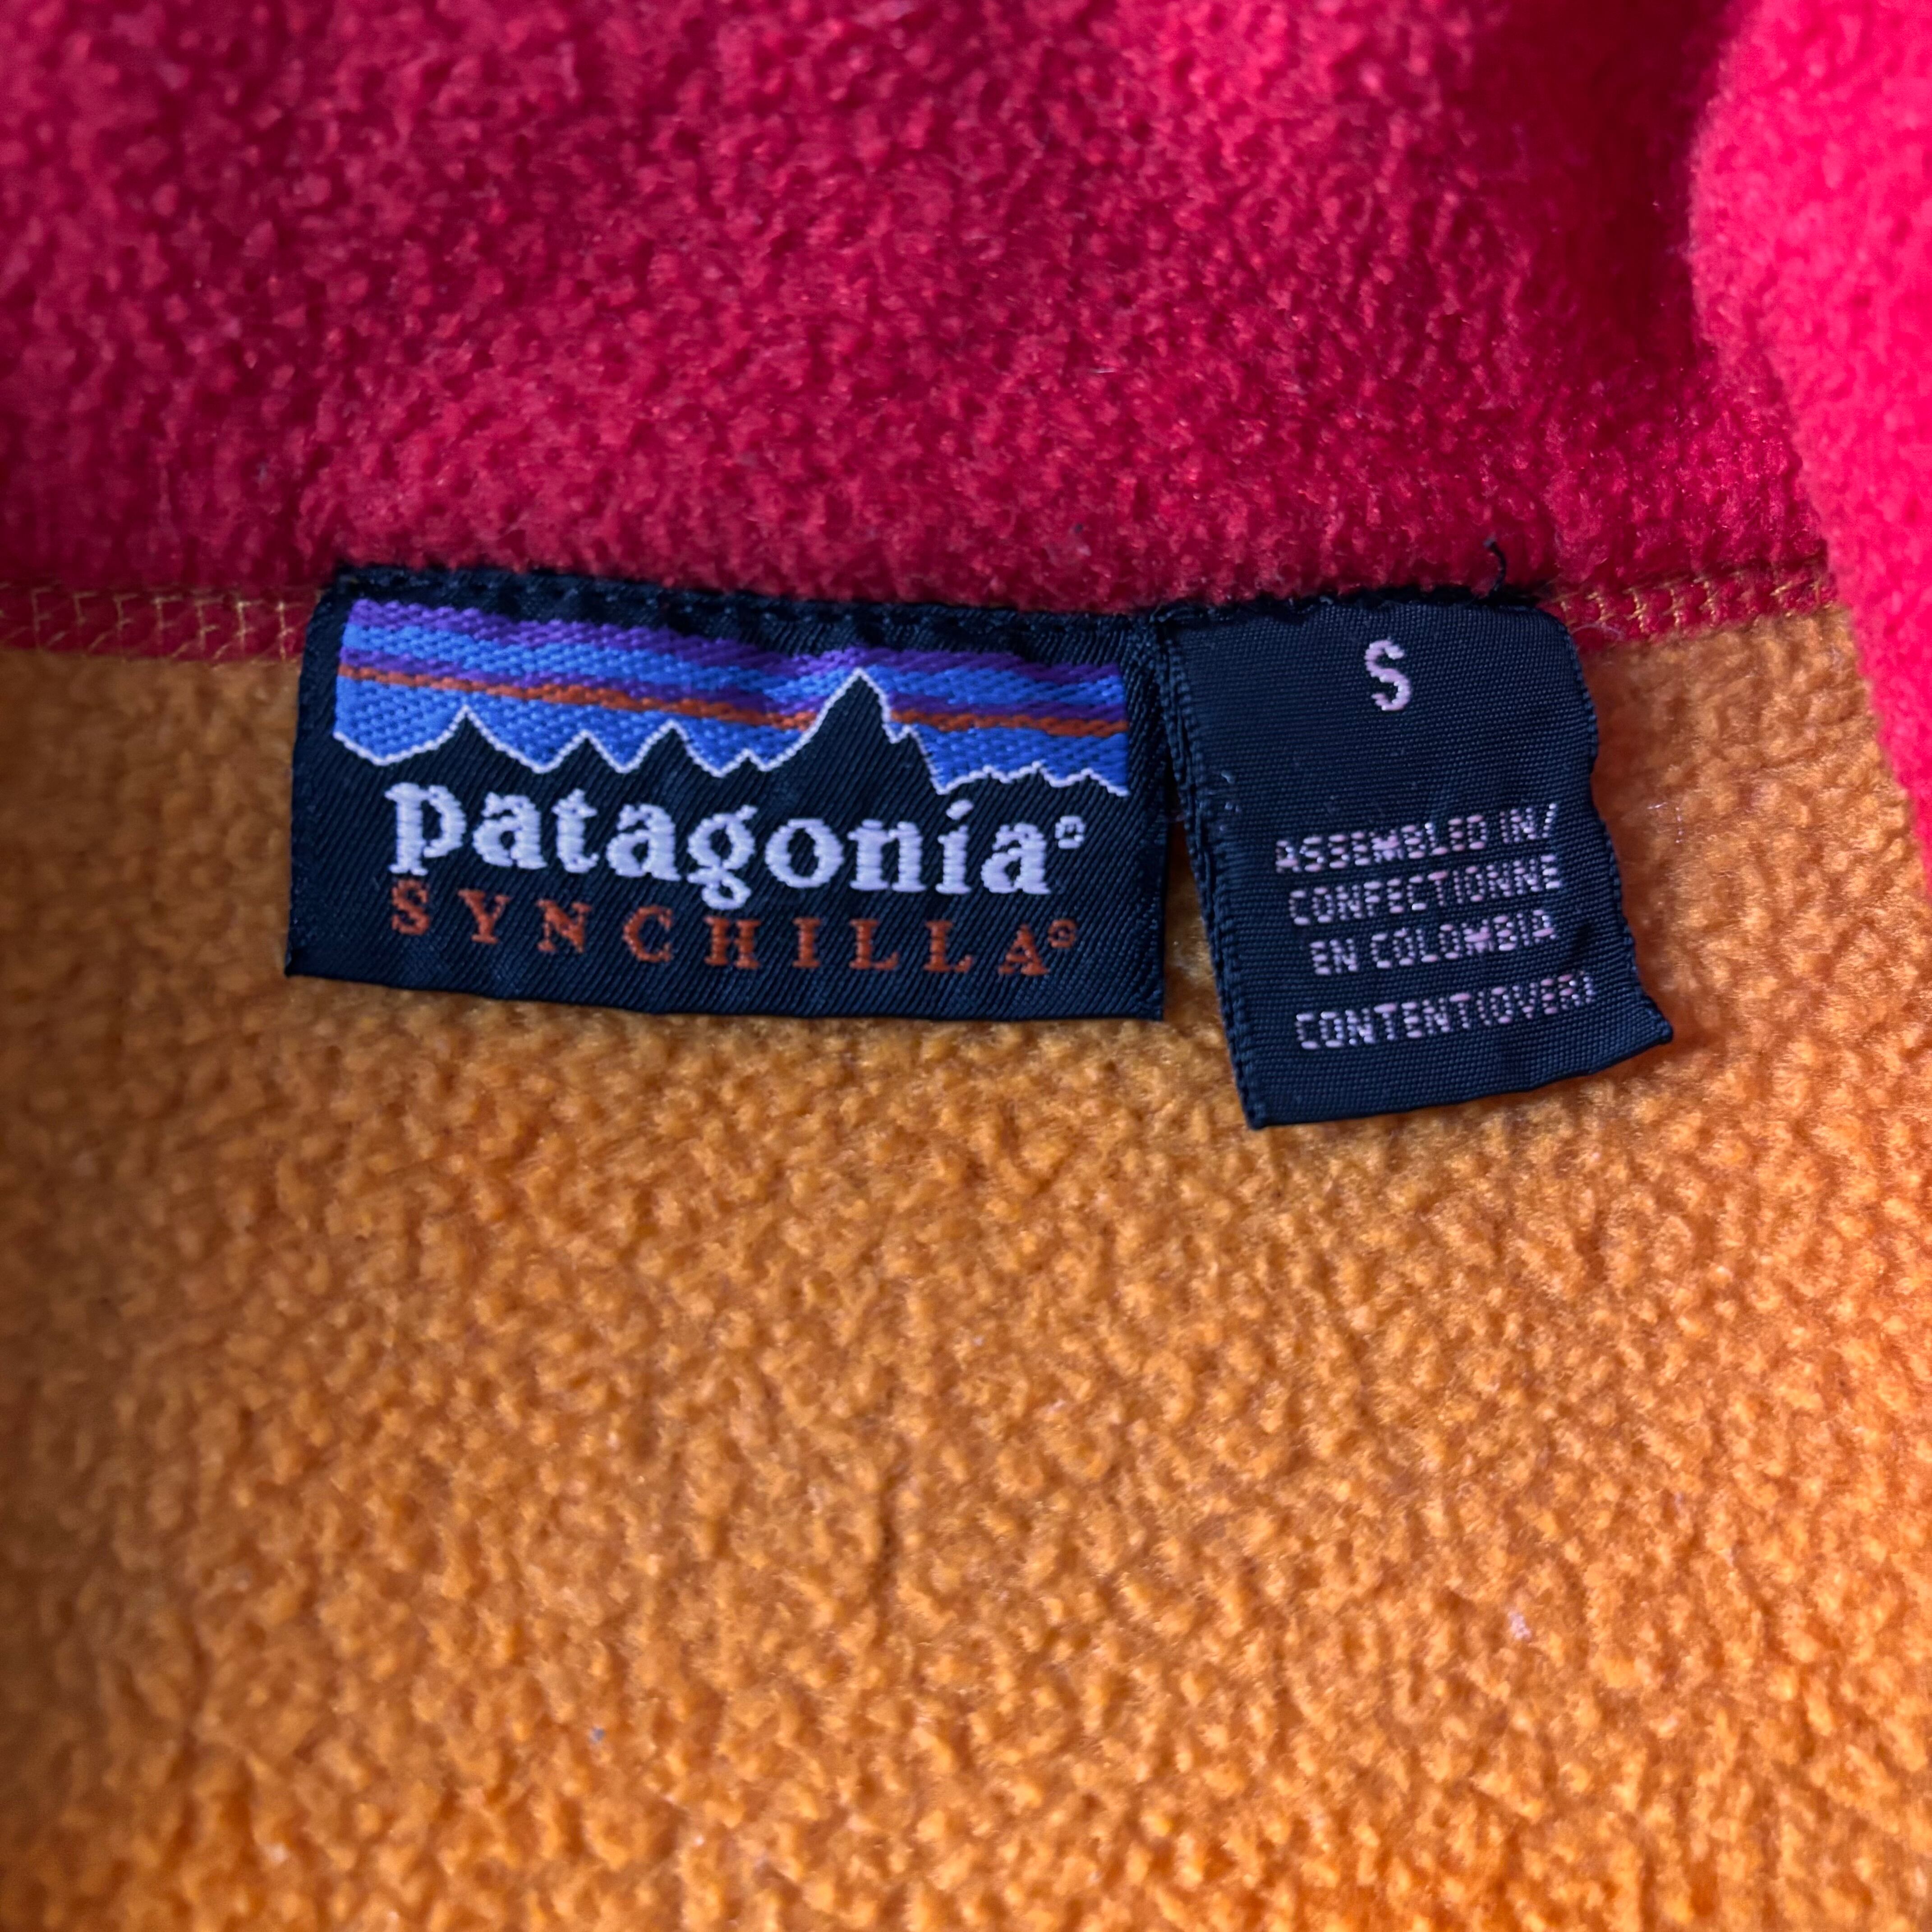 patagonia®
SYNCHILLA®
S
ASSEMBLED IN/
CONFECTIONNE
EN COLOMBIA
CONTENT(OVER)